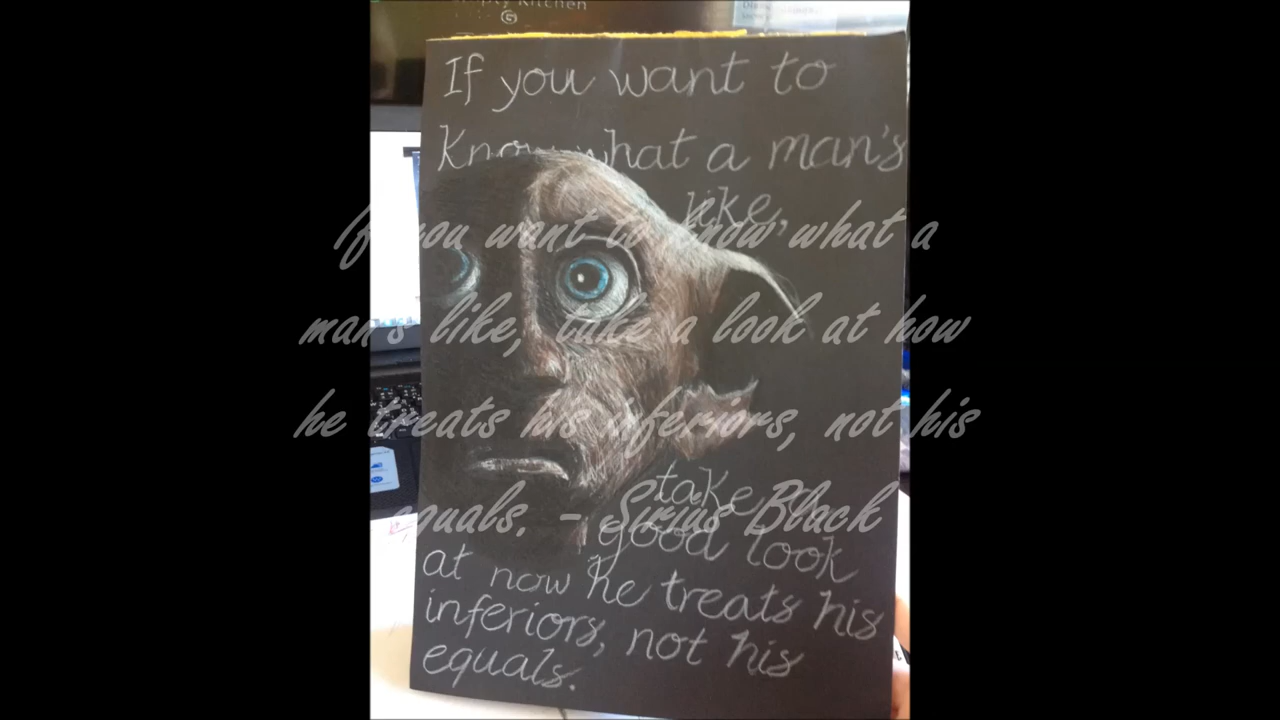 Kitchen
If you want to
Know what a man's
like,
If you want to know what a
man's like, take a look at how
he treats his inferiors, not his
equals. - Sirius Black
take a
good look
at how he treats his
inferiors, not his
equals.